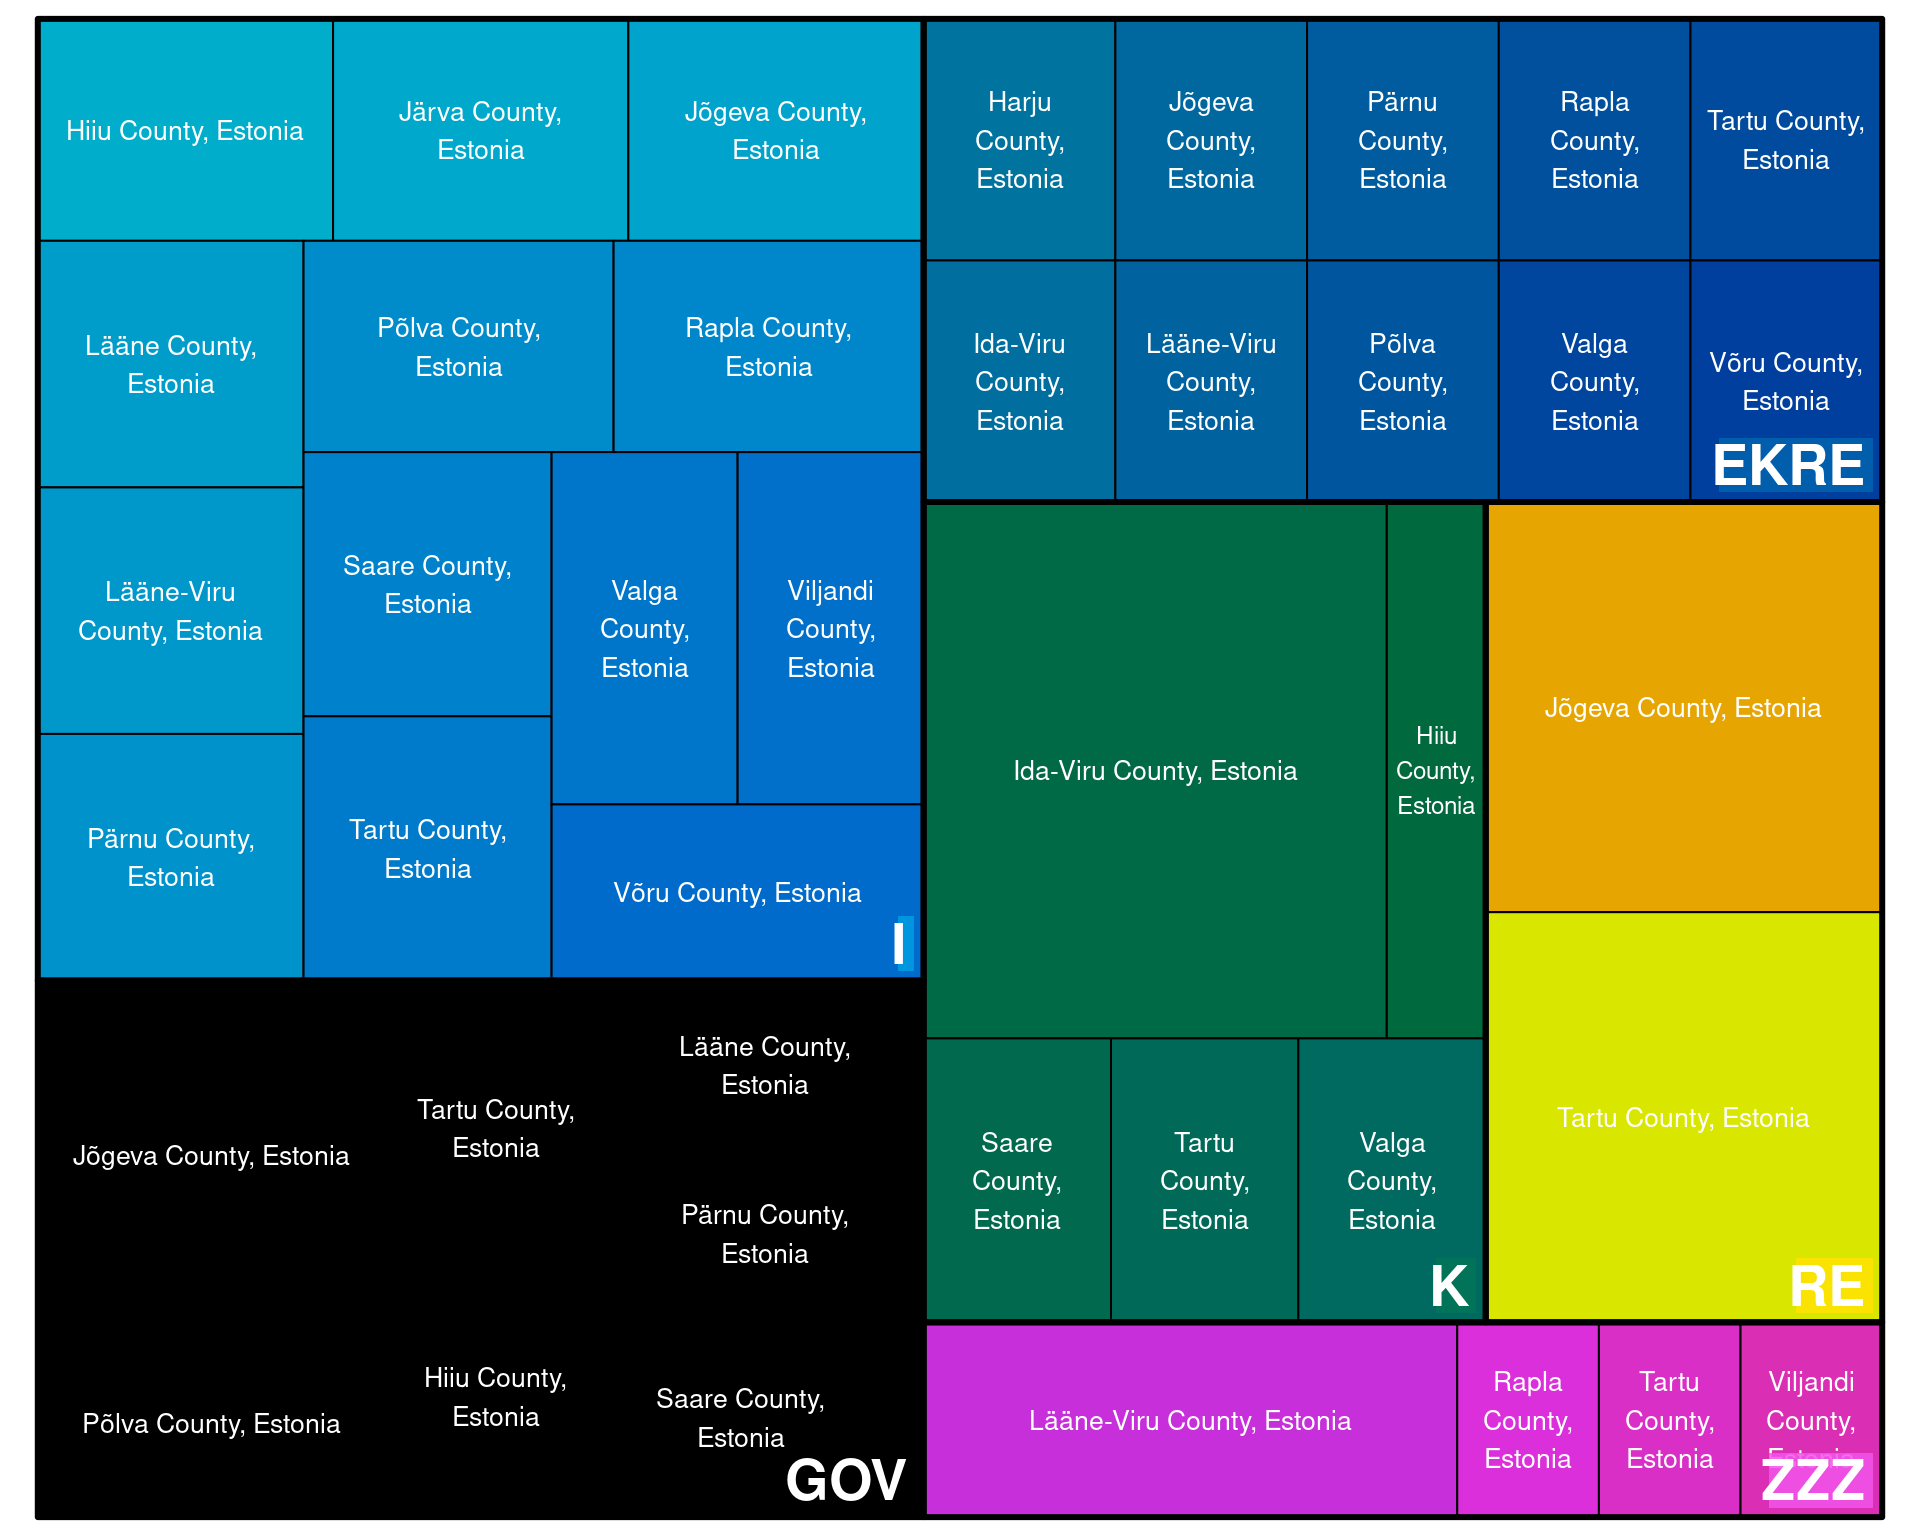 Hiiu County, Estonia
Järva County,
Estonia
Jõgeva County,
Estonia
Lääne County,
Estonia
Põlva County,
Estonia
Rapla County,
Estonia
Lääne-Viru
County, Estonia
Saare County,
Estonia
Valga
County,
Estonia
Viljandi
County,
Estonia
Pärnu County,
Estonia
Tartu County,
Estonia
Võru County, Estonia
I
Harju
County,
Estonia
Jõgeva
County,
Estonia
Pärnu
County,
Estonia
Rapla
County,
Estonia
Tartu County,
Estonia
Ida-Viru
County,
Estonia
Lääne-Viru
County,
Estonia
Põlva
County,
Estonia
Valga
County,
Estonia
Võru County,
Estonia
EKRE
Ida-Viru County, Estonia
Hiiu
County,
Estonia
Saare
County,
Estonia
Tartu
County,
Estonia
Valga
County,
Estonia
K
Jõgeva County, Estonia
Tartu County, Estonia
RE
Jõgeva County, Estonia
Tartu County,
Estonia
Lääne County,
Estonia
Pärnu County,
Estonia
Põlva County, Estonia
Hiiu County,
Estonia
Saare County,
Estonia
GOV
Lääne-Viru County, Estonia
Rapla
County,
Estonia
Tartu
County,
Estonia
Viljandi
County,
Estonia
ZZZ